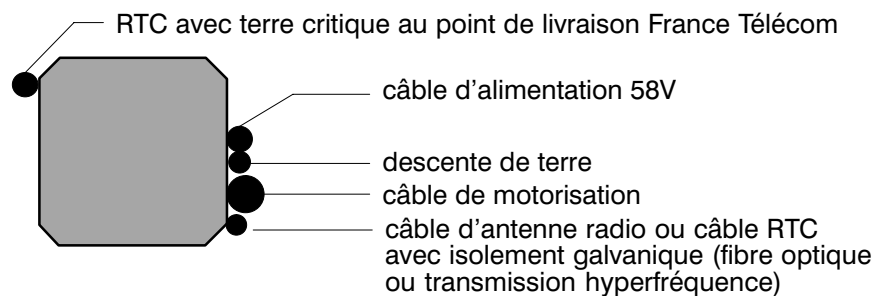 RTC avec terre critique au point de livraison France Télécom
câble d'alimentation 58V
descente de terre
câble de motorisation
câble d'antenne radio ou câble RTC
avec isolement galvanique (fibre optique
ou transmission hyperfréquence)